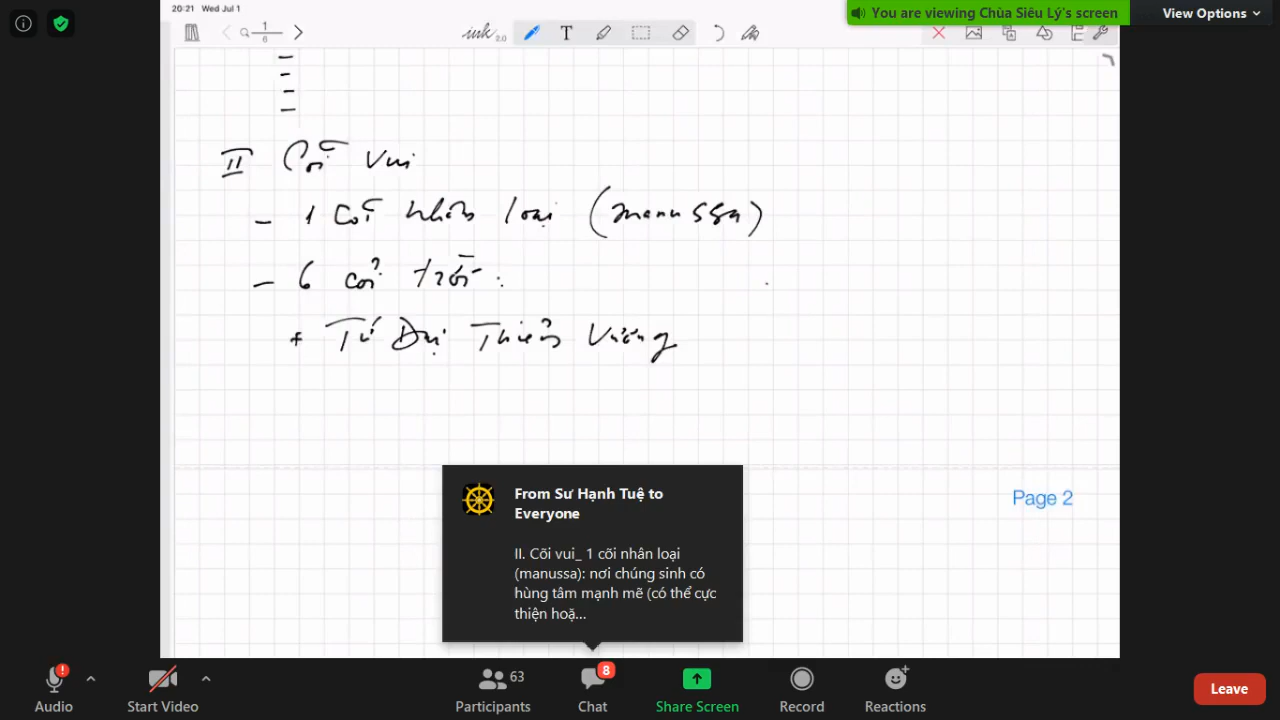 20:21 Wed Jul 1
You are viewing Chùa Siêu Lý's screen
View Options
1
6
ink 2.0
T
II Cõi Vui
- 1 Cõi nhân loại (manussa)
- 6 cõi trời :
+ Tứ Đại Thiên Vương
Page 2
From Sư Hạnh Tuệ to
Everyone
II. Cõi vui_ 1 cõi nhân loại
(manussa): nơi chúng sinh có
hùng tâm mạnh mẽ (có thể cực
thiện hoặ...
63
8
Audio
Start Video
Participants
Chat
Share Screen
Record
Reactions
Leave